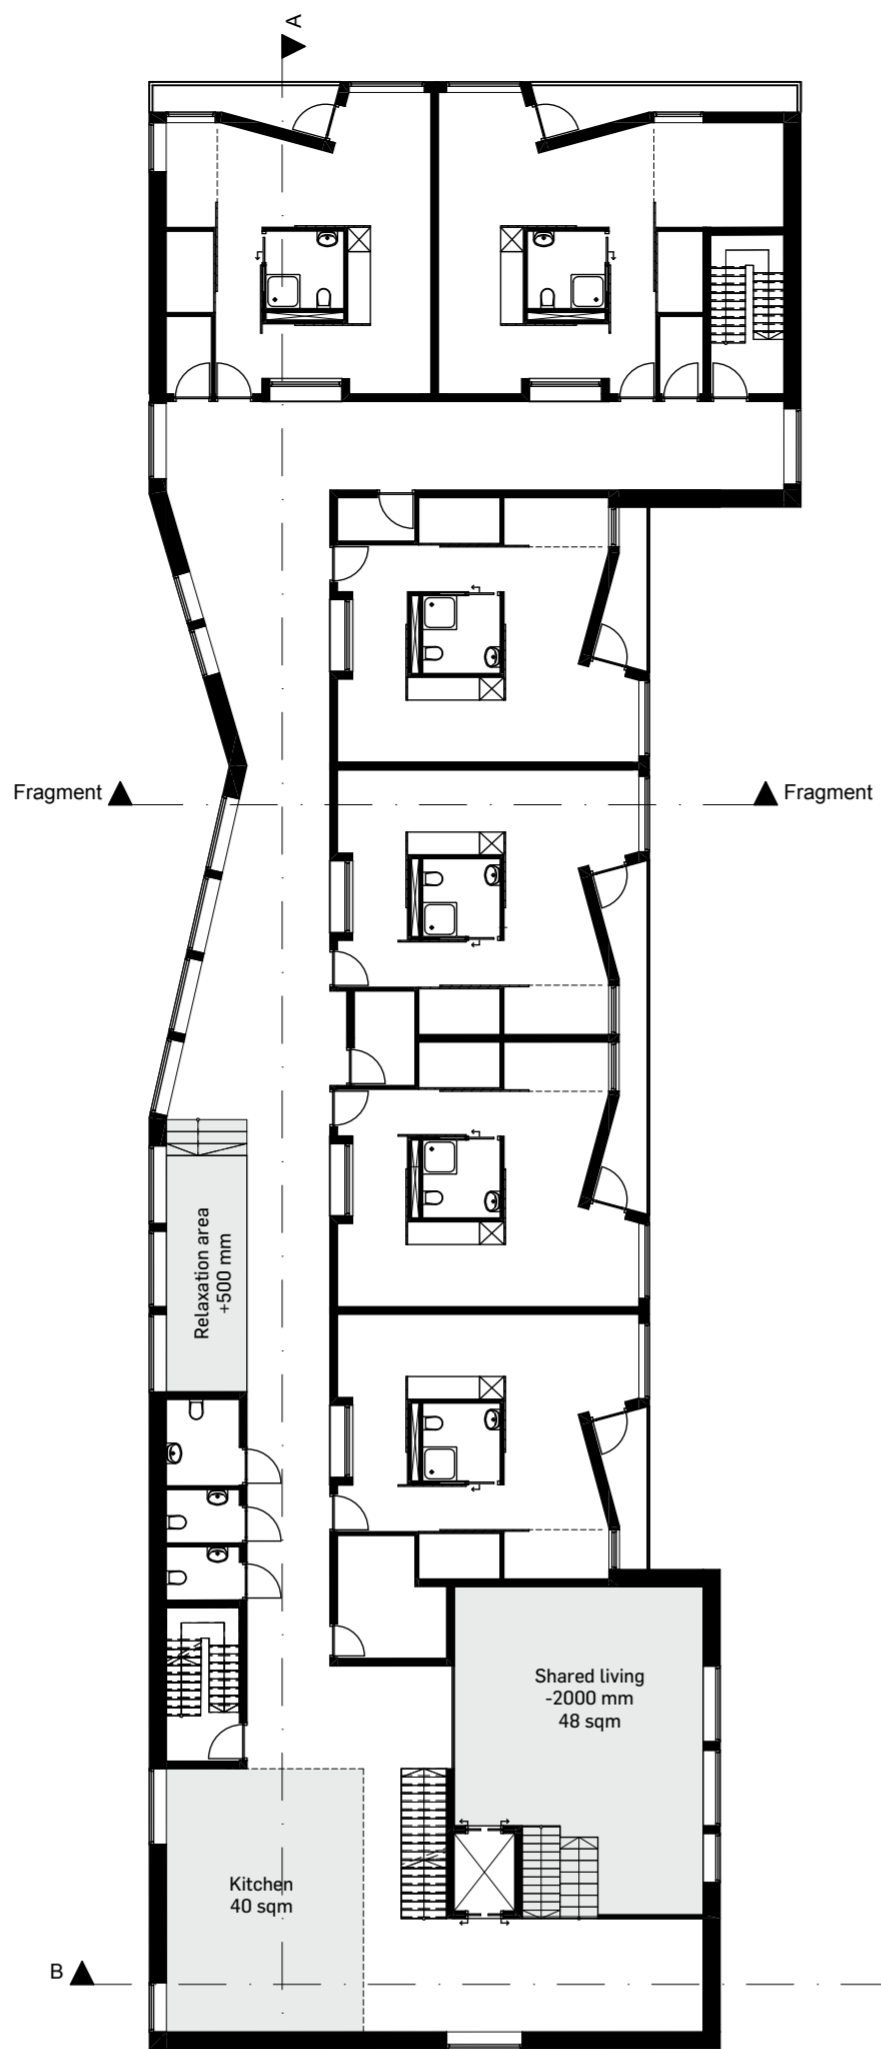 A
Fragment
Fragment
Relaxation area
+500 mm
Shared living
-2000 mm
48 sqm
Kitchen
40 sqm
B